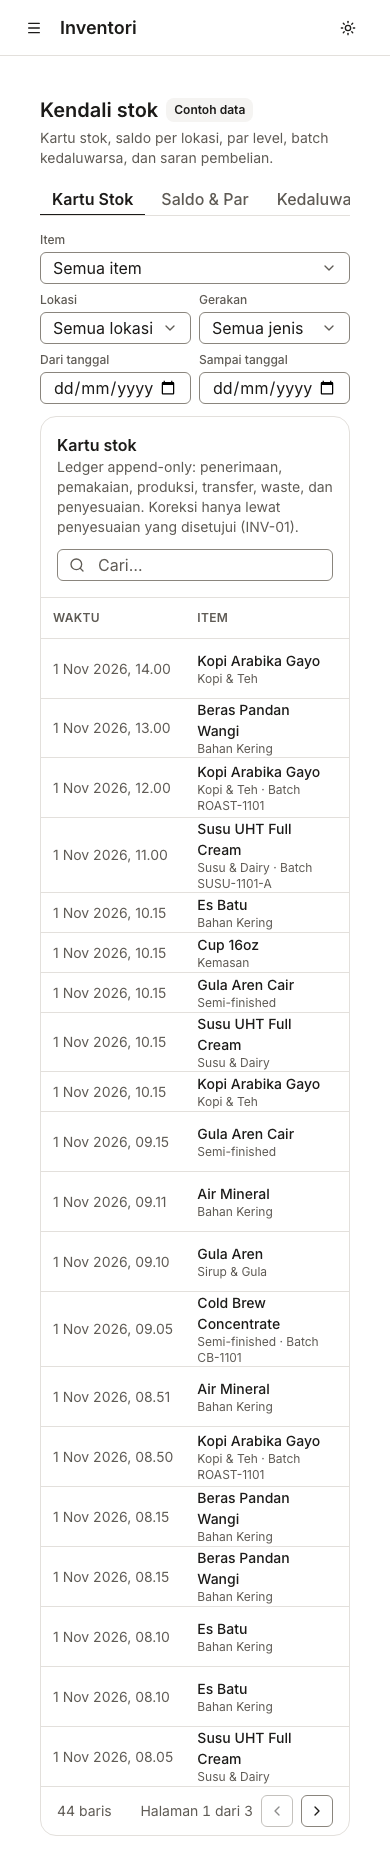 Inventori
Kendali stok
Contoh data
Kartu stok, saldo per lokasi, par level, batch
kedaluwarsa, dan saran pembelian.
Kartu Stok
Saldo & Par
Kedaluwa
Item
Semua item
Lokasi
Gerakan
Semua lokasi
Semua jenis
Dari tanggal
Sampai tanggal
dd/mm/yyyy
dd/mm/yyyy
Kartu stok
Ledger append-only: penerimaan,
pemakaian, produksi, transfer, waste, dan
penyesuaian. Koreksi hanya lewat
penyesuaian yang disetujui (INV-01).
Cari...
WAKTU
ITEM
1 Nov 2026, 14.00
Kopi Arabika Gayo
Kopi & Teh
1 Nov 2026, 13.00
Beras Pandan
Wangi
Bahan Kering
1 Nov 2026, 12.00
Kopi Arabika Gayo
Kopi & Teh · Batch
ROAST-1101
1 Nov 2026, 11.00
Susu UHT Full
Cream
Susu & Dairy · Batch
SUSU-1101-A
1 Nov 2026, 10.15
Es Batu
Bahan Kering
1 Nov 2026, 10.15
Cup 16oz
Kemasan
1 Nov 2026, 10.15
Gula Aren Cair
Semi-finished
1 Nov 2026, 10.15
Susu UHT Full
Cream
Susu & Dairy
1 Nov 2026, 10.15
Kopi Arabika Gayo
Kopi & Teh
1 Nov 2026, 09.15
Gula Aren Cair
Semi-finished
1 Nov 2026, 09.11
Air Mineral
Bahan Kering
1 Nov 2026, 09.10
Gula Aren
Sirup & Gula
1 Nov 2026, 09.05
Cold Brew
Concentrate
Semi-finished · Batch
CB-1101
1 Nov 2026, 08.51
Air Mineral
Bahan Kering
1 Nov 2026, 08.50
Kopi Arabika Gayo
Kopi & Teh · Batch
ROAST-1101
1 Nov 2026, 08.15
Beras Pandan
Wangi
Bahan Kering
1 Nov 2026, 08.15
Beras Pandan
Wangi
Bahan Kering
1 Nov 2026, 08.10
Es Batu
Bahan Kering
1 Nov 2026, 08.10
Es Batu
Bahan Kering
1 Nov 2026, 08.05
Susu UHT Full
Cream
Susu & Dairy
44 baris
Halaman 1 dari 3